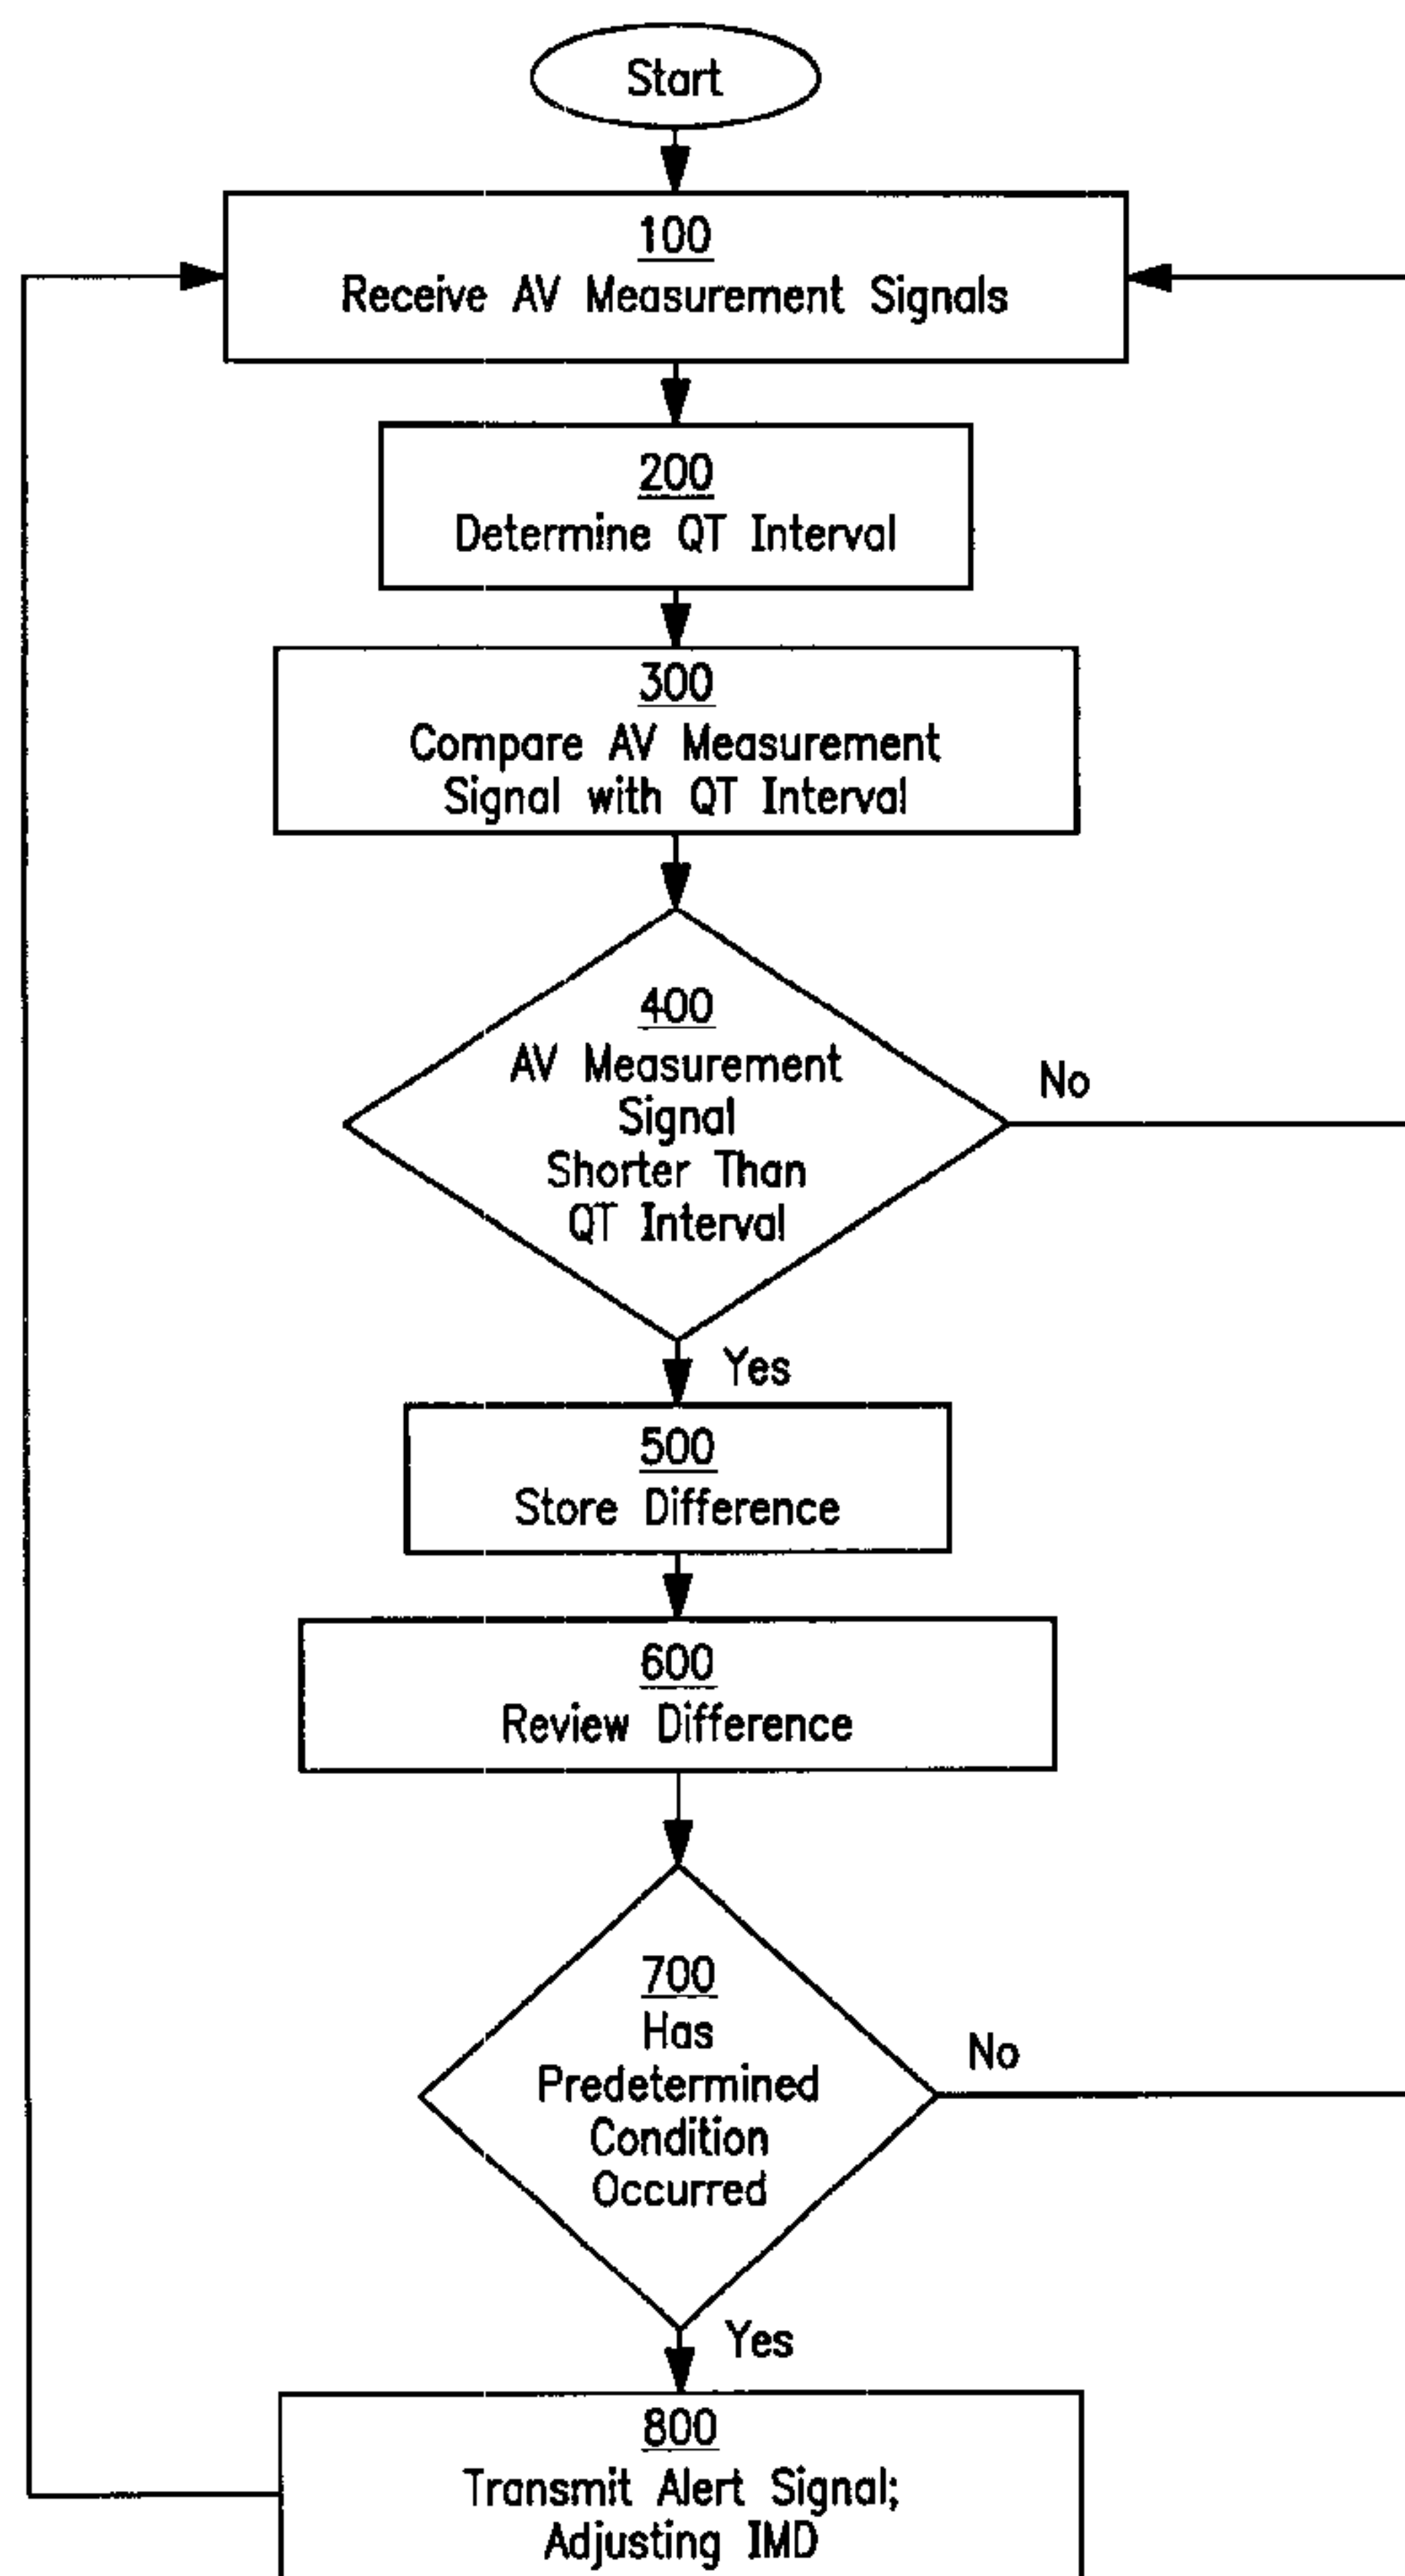 Start
100
Receive AV Measurement Signals
200
Determine QT Interval
300
Compare AV Measurement
Signal with QT Interval
400
AV Measurement
Signal
Shorter Than
QT Interval
No
Yes
500
Store Difference
600
Review Difference
700
Has
Predetermined
Condition
Occurred
No
Yes
800
Transmit Alert Signal;
Adjusting IMD